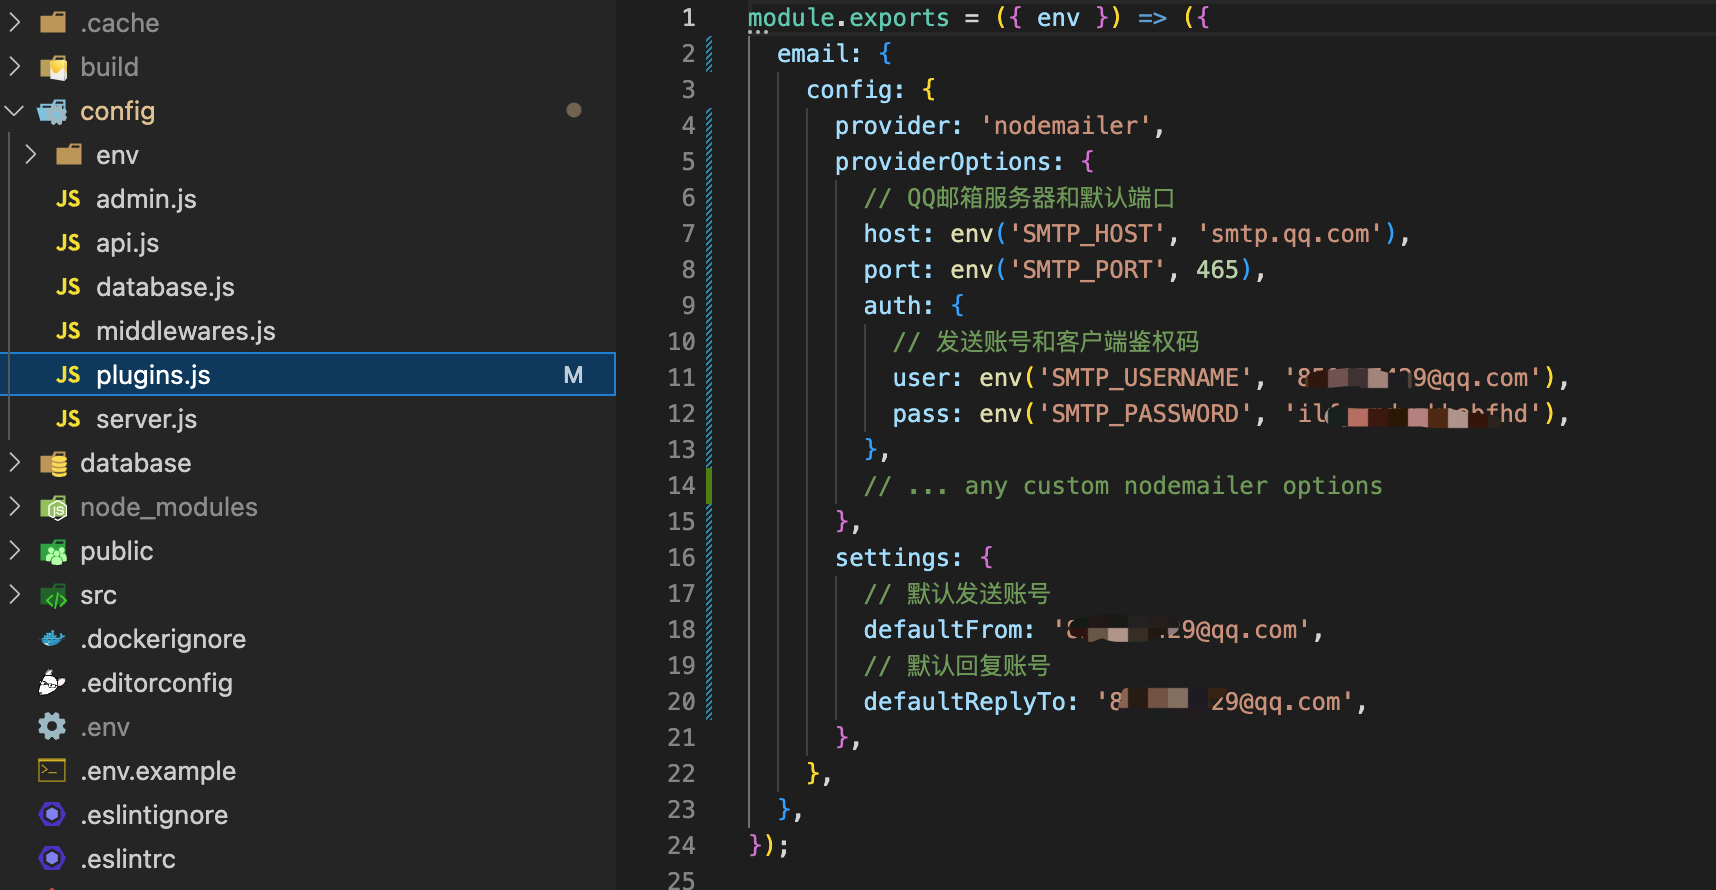 .cache
build
config
env
JS admin.js
JS api.js
JS database.js
JS middlewares.js
JS plugins.js M
JS server.js
database
node_modules
public
src
.dockerignore
.editorconfig
.env
.env.example
.eslintignore
.eslintrc
1 module.exports = ({ env }) => ({
2 email: {
3 config: {
4 provider: 'nodemailer',
5 providerOptions: {
6 // QQ邮箱服务器和默认端口
7 host: env('SMTP_HOST', 'smtp.qq.com'),
8 port: env('SMTP_PORT', 465),
9 auth: {
10 // 发送账号和客户端鉴权码
11 user: env('SMTP_USERNAME', '8 9@qq.com'),
12 pass: env('SMTP_PASSWORD', 'il fhd'),
13 },
14 // ... any custom nodemailer options
15 },
16 settings: {
17 // 默认发送账号
18 defaultFrom: ' 29@qq.com',
19 // 默认回复账号
20 defaultReplyTo: '8 29@qq.com',
21 },
22 },
23 },
24 });
25